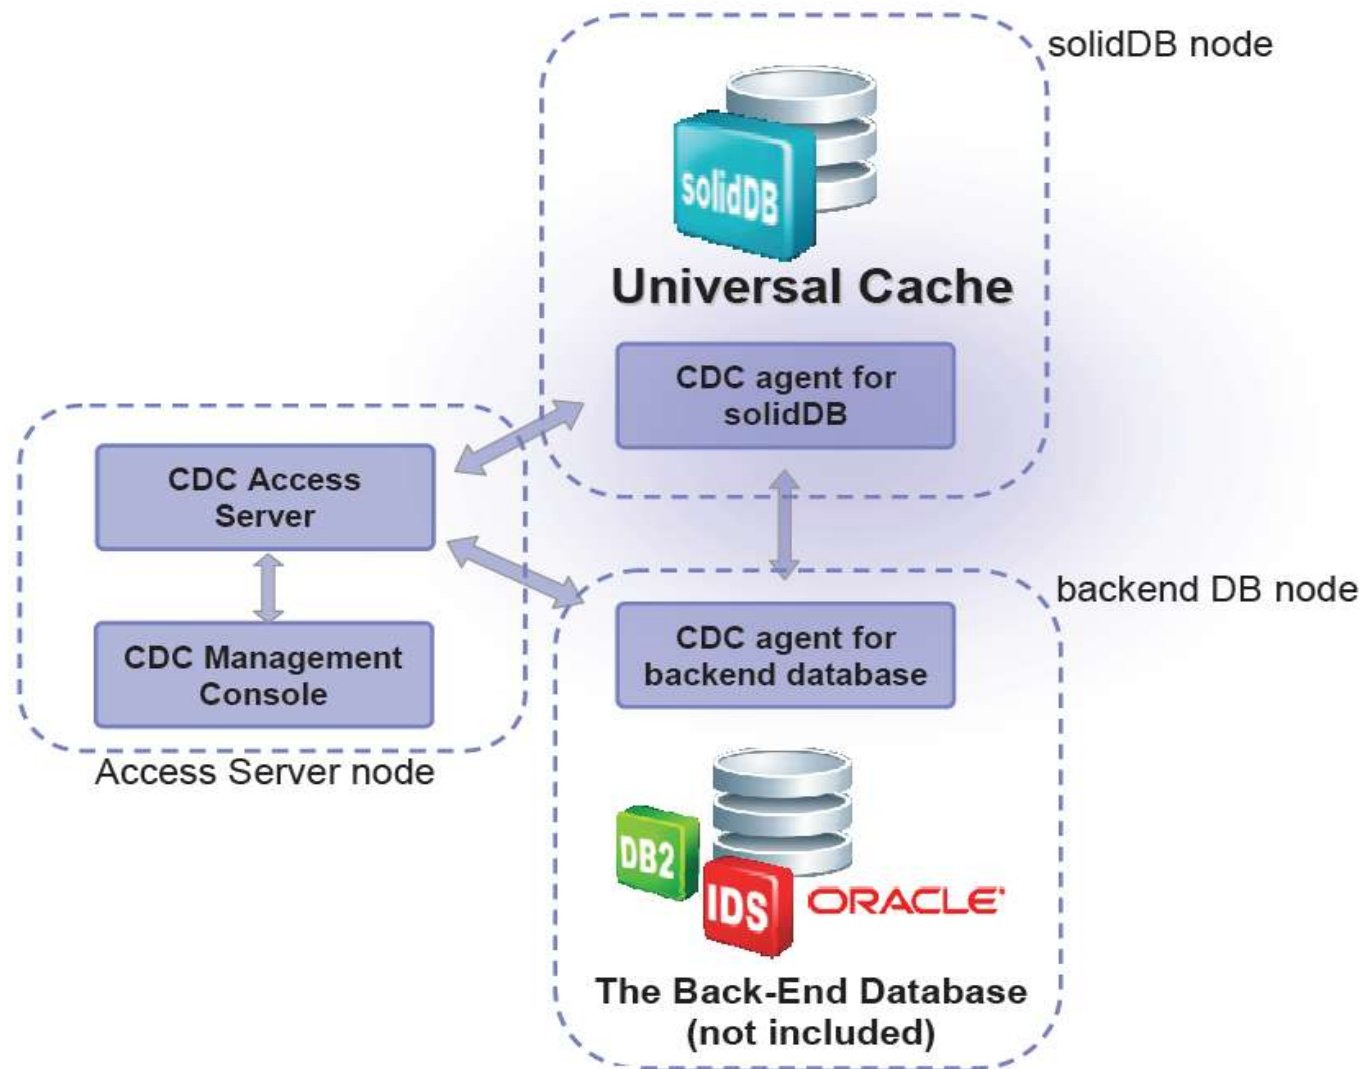 solidDB node
solidDB
Universal Cache
CDC agent for
solidDB
CDC Access
Server
CDC Management
Console
Access Server node
backend DB node
CDC agent for
backend database
DB2
IDS
ORACLE
The Back-End Database
(not included)